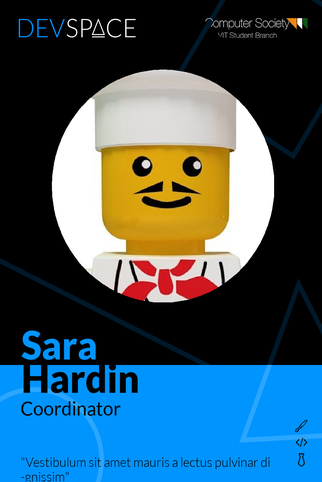 DEVSPACE
Computer Society
VIT Student Branch
Sara
Hardin
Coordinator
"Vestibulum sit amet mauris a lectus pulvinar di
-gnissim"